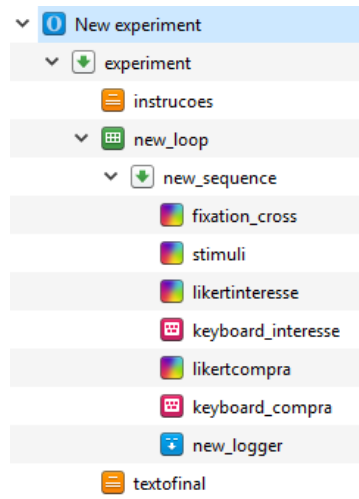 New experiment
experiment
instrucoes
new_loop
new_sequence
fixation_cross
stimuli
likertinteresse
keyboard_interesse
likertcompra
keyboard_compra
new_logger
textofinal